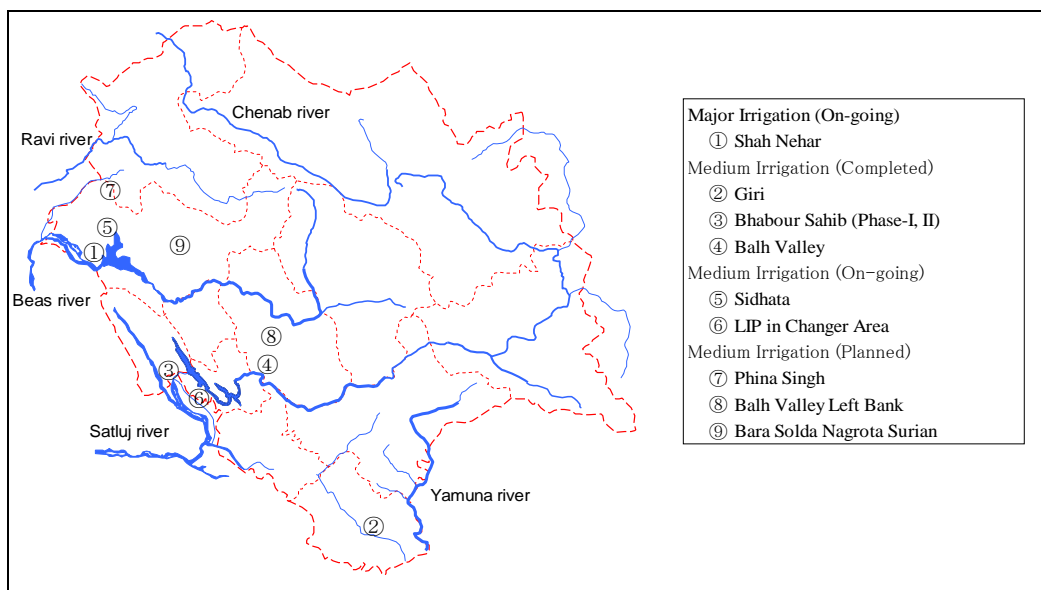 Chenab river
Ravi river
⑦
⑤
⑨
①
Beas river
⑧
④
③
⑥
Satluj river
Yamuna river
②
Major Irrigation (On-going)
① Shah Nehar
Medium Irrigation (Completed)
② Giri
③ Bhabour Sahib (Phase-I, II)
④ Balh Valley
Medium Irrigation (On-going)
⑤ Sidhata
⑥ LIP in Changer Area
Medium Irrigation (Planned)
⑦ Phina Singh
⑧ Balh Valley Left Bank
⑨ Bara Solda Nagrota Surian